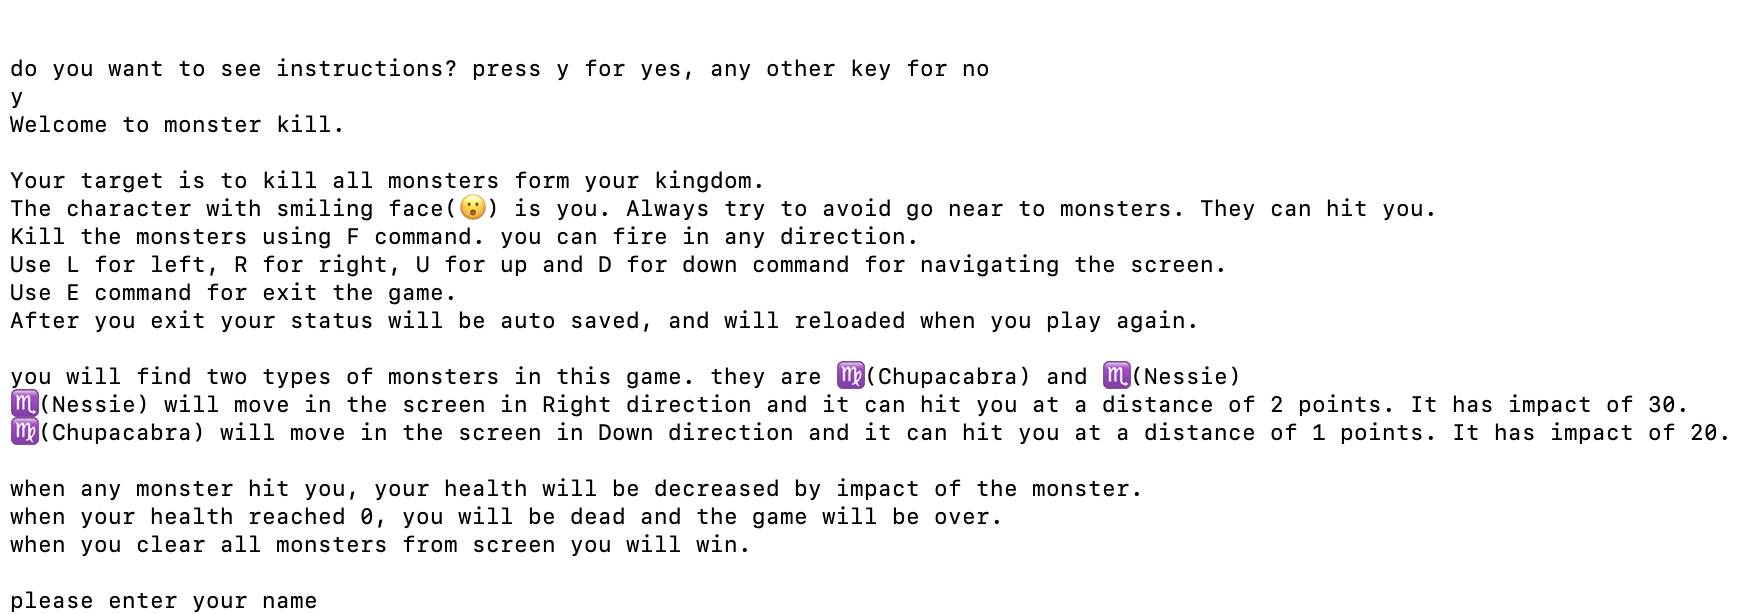 do you want to see instructions? press y for yes, any other key for no
y
Welcome to monster kill.
Your target is to kill all monsters form your kingdom.
The character with smiling face(😮) is you. Always try to avoid go near to monsters. They can hit you.
Kill the monsters using F command. you can fire in any direction.
Use L for left, R for right, U for up and D for down command for navigating the screen.
Use E command for exit the game.
After you exit your status will be auto saved, and will reloaded when you play again.
you will find two types of monsters in this game. they are ♍(Chupacabra) and ♏(Nessie)
♏(Nessie) will move in the screen in Right direction and it can hit you at a distance of 2 points. It has impact of 30.
♍(Chupacabra) will move in the screen in Down direction and it can hit you at a distance of 1 points. It has impact of 20.
when any monster hit you, your health will be decreased by impact of the monster.
when your health reached 0, you will be dead and the game will be over.
when you clear all monsters from screen you will win.
please enter your name